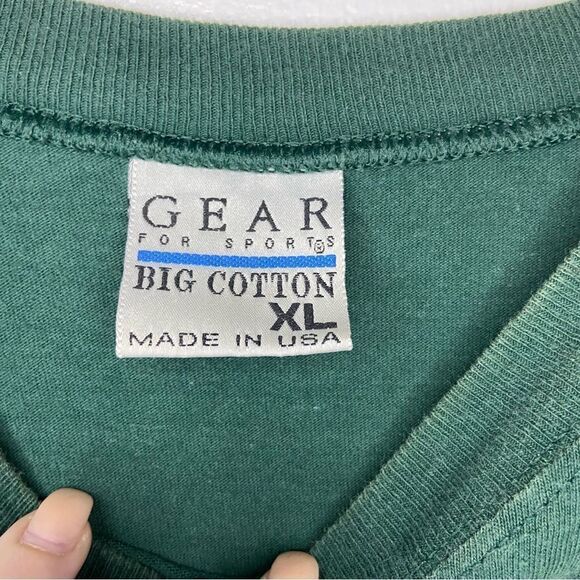 GEAR
FOR SPORTS®
BIG COTTON
XL
MADE IN USA